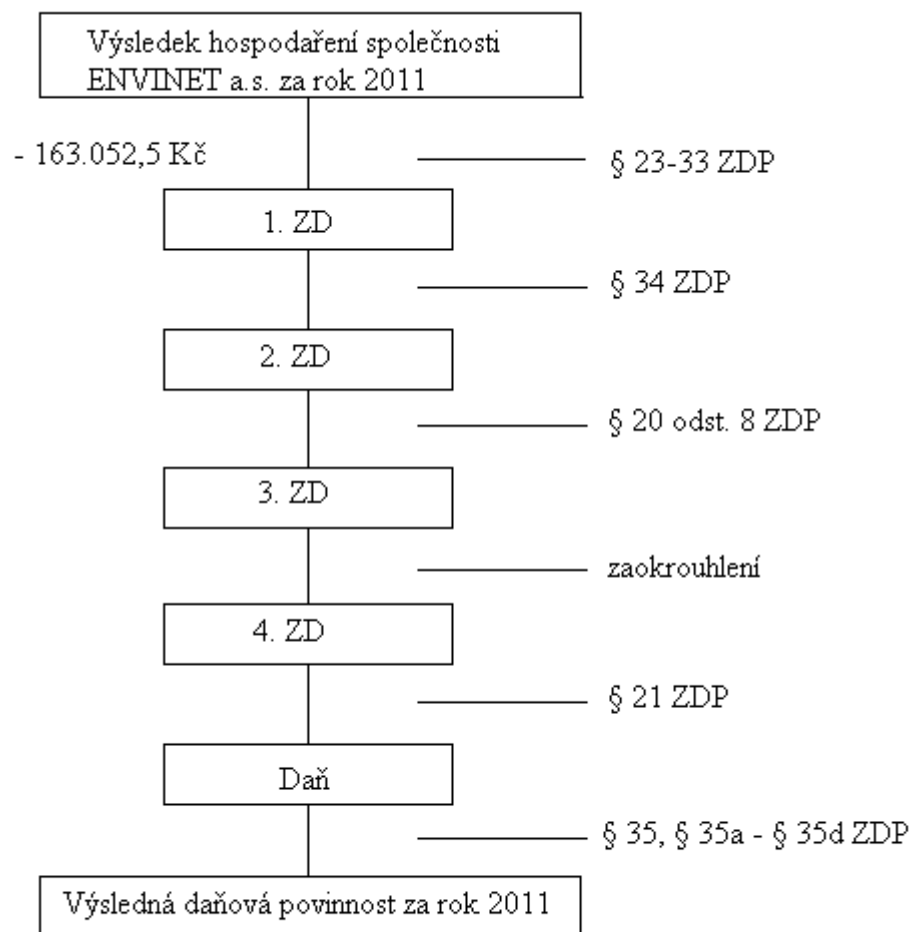 Výsledek hospodaření společnosti
ENVINET a.s. za rok 2011
- 163.052,5 Kč
§ 23-33 ZDP
1. ZD
§ 34 ZDP
2. ZD
§ 20 odst. 8 ZDP
3. ZD
zaokrouhlení
4. ZD
§ 21 ZDP
Daň
§ 35, § 35a - § 35d ZDP
Výsledná daňová povinnost za rok 2011